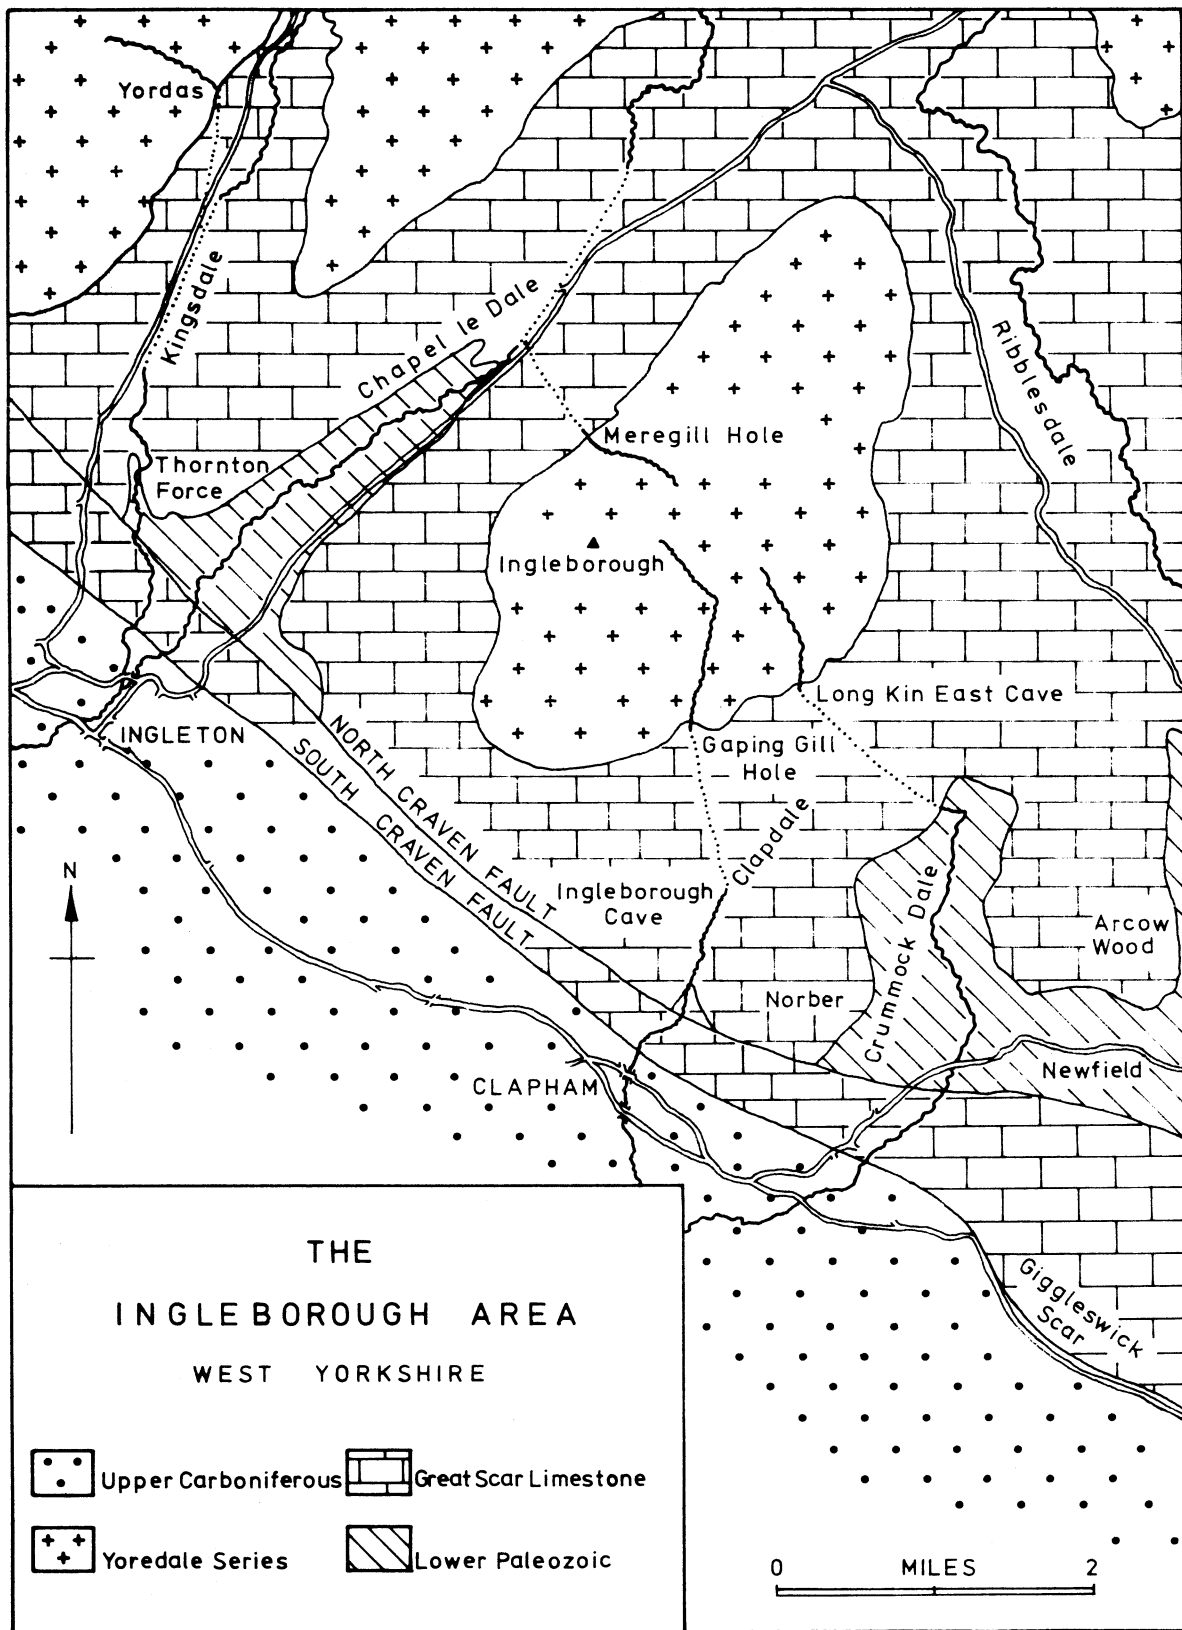 Yordas
Kingsdale
Chapel le Dale
Ribblesdale
Meregill Hole
Thornton
Force
Ingleborough
Long Kin East Cave
INGLETON
NORTH CRAVEN FAULT
SOUTH CRAVEN FAULT
Gaping Gill
Hole
Clapdale
Ingleborough
Cave
Crummock Dale
Arcow
Wood
N
Norber
Newfield
CLAPHAM
Giggleswick
Scar
THE
INGLEBOROUGH AREA
WEST YORKSHIRE
Upper Carboniferous
Great Scar Limestone
Yoredale Series
Lower Paleozoic
0 MILES 2